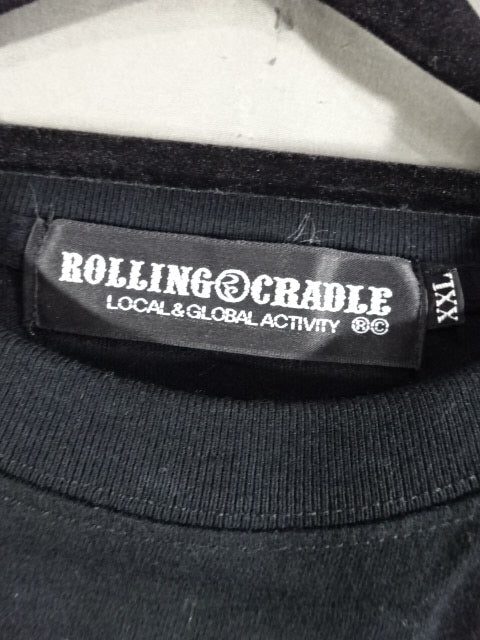 ROLLING CRADLE
LOCAL & GLOBAL ACTIVITY ®©
XXL